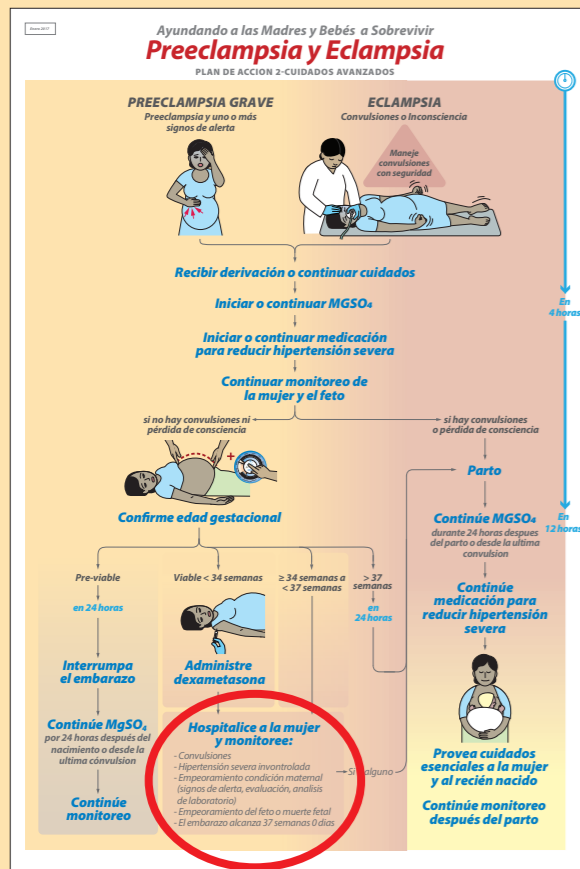 Enero 2017
Ayundando a las Madres y Bebés a Sobrevivir
Preeclampsia y Eclampsia
PLAN DE ACCION 2-CUIDADOS AVANZADOS
PREECLAMPSIA GRAVE
Preeclampsia y uno o más
signos de alerta
ECLAMPSIA
Convulsiones o Inconsciencia
Maneje
convulsiones
con seguridad
Recibir derivación o continuar cuidados
Iniciar o continuar MGSO₄
Iniciar o continuar medicación
para reducir hipertensión severa
Continuar monitoreo de
la mujer y el feto
En
4 horas
si no hay convulsiones ni
pérdida de consciencia
si hay convulsiones
o pérdida de consciencia
+
Confirme edad gestacional
Parto
Continúe MGSO₄
durante 24 horas despues
del parto o desde la ultima
convulsion
En
12 horas
Pre-viable
en 24 horas
Interrumpa
el embarazo
Continúe MgSO₄
por 24 horas después del
nacimiento o desde la
ultima cónvulsion
Continúe
monitoreo
Viable < 34 semanas
Administre
dexametasona
≥ 34 semanas a
< 37 semanas
> 37
semanas
en
24 horas
Hospitalice a la mujer
y monitoree:
- Convulsiones
- Hipertensión severa invontrolada
- Empeoramiento condición maternal
(signos de alerta, evaluación, analisis
de laboratorio)
- Empeoramiento del feto o muerte fetal
- El embarazo alcanza 37 semanas 0 dias
Si alguno
Continúe
medicación para
reducir hipertensión
severa
Provea cuidados
esenciales a la mujer
y al recién nacido
Continúe monitoreo
después del parto